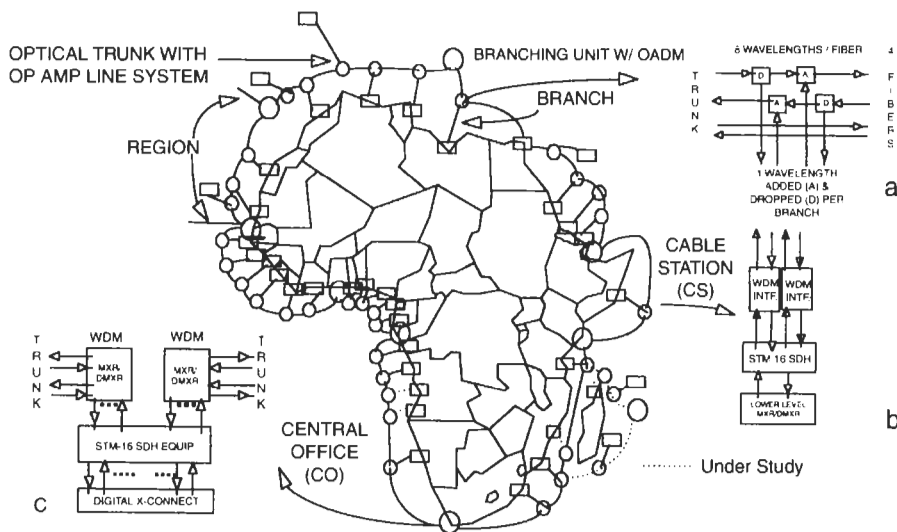 OPTICAL TRUNK WITH
OP AMP LINE SYSTEM
REGION
BRANCHING UNIT W/ OADM
BRANCH
8 WAVELENGTHS / FIBER
4
TRUNK
FIBERS
D
A
A
D
1 WAVELENGTH
ADDED (A) &
DROPPED (D) PER
BRANCH
a
CABLE
STATION
(CS)
WDM
INTF.
WDM
INTF.
STM 16 SDH
LOWER LEVEL
MXR/DMXR
b
WDM
WDM
TRUNK
MXR/
DMXR
MXR/
DMXR
TRUNK
STM-16 SDH EQUIP
DIGITAL X-CONNECT
C
CENTRAL
OFFICE
(CO)
Under Study